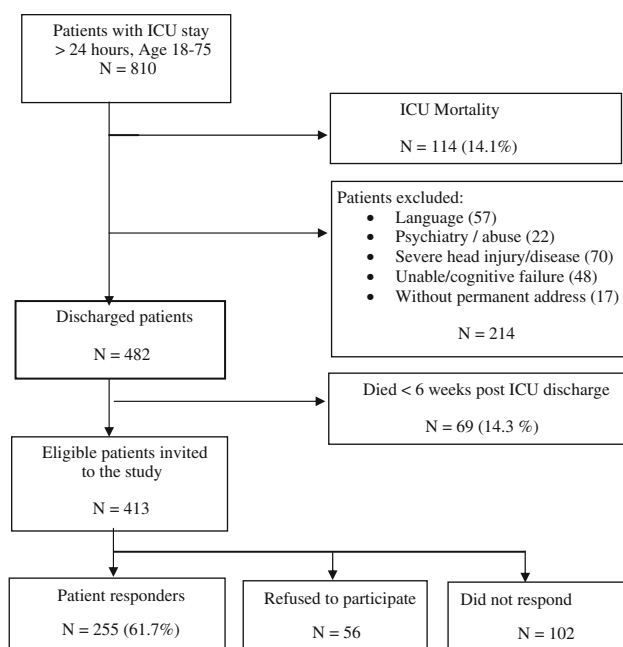 Patients with ICU stay
> 24 hours, Age 18-75
N = 810
ICU Mortality
N = 114 (14.1%)
Patients excluded:
• Language (57)
• Psychiatry / abuse (22)
• Severe head injury/disease (70)
• Unable/cognitive failure (48)
• Without permanent address (17)
N = 214
Discharged patients
N = 482
Died < 6 weeks post ICU discharge
N = 69 (14.3 %)
Eligible patients invited
to the study
N = 413
Patient responders
N = 255 (61.7%)
Refused to participate
N = 56
Did not respond
N = 102